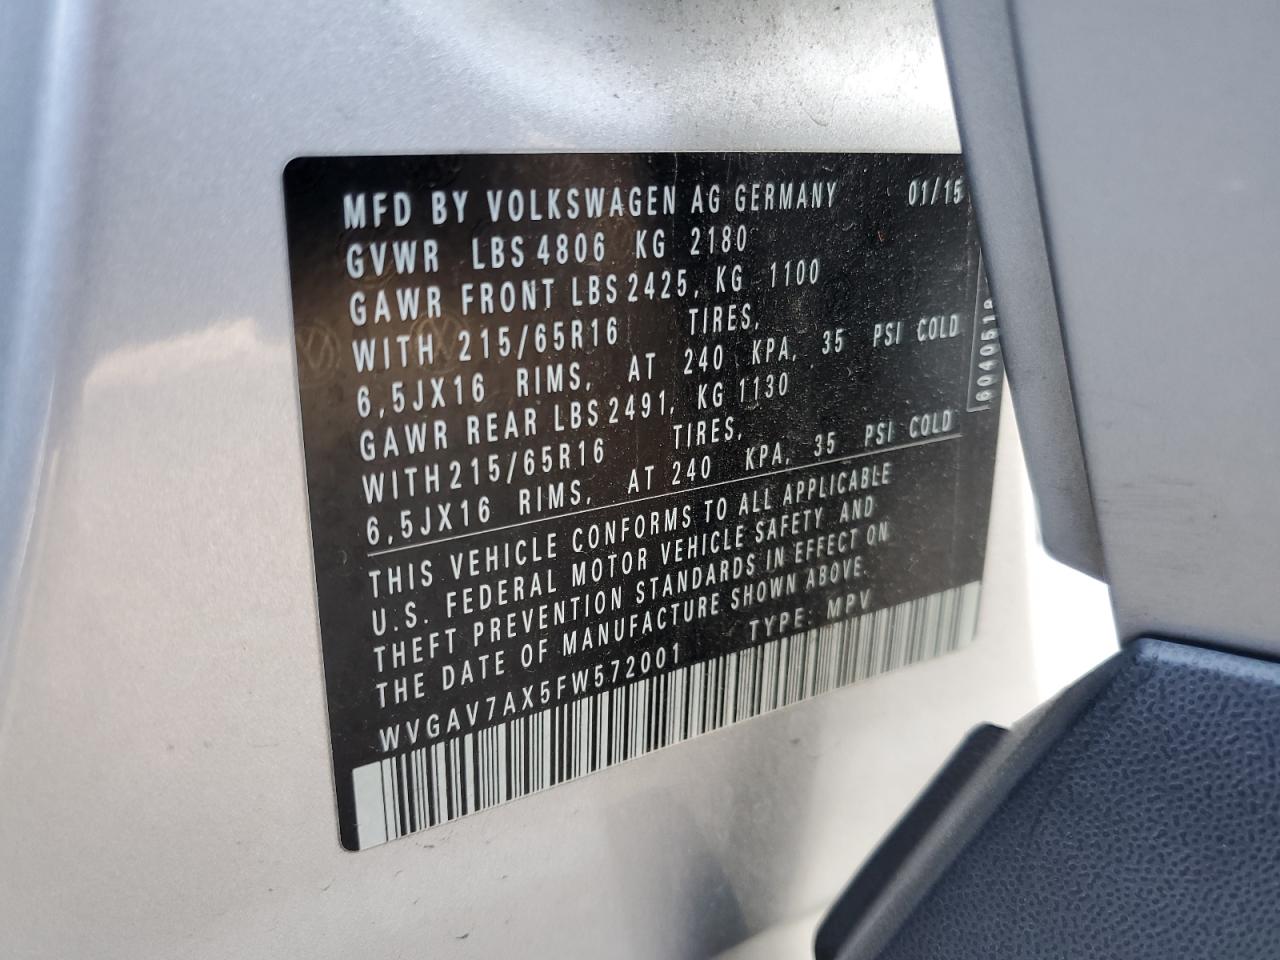 MFD BY VOLKSWAGEN AG GERMANY 01/15
GVWR LBS 4806 KG 2180
GAWR FRONT LBS 2425, KG 1100
WITH 215/65R16 TIRES,
6,5JX16 RIMS, AT 240 KPA, 35 PSI COLD
GAWR REAR LBS 2491, KG 1130
WITH 215/65R16 TIRES,
6,5JX16 RIMS, AT 240 KPA, 35 PSI COLD
THIS VEHICLE CONFORMS TO ALL APPLICABLE
U.S. FEDERAL MOTOR VEHICLE SAFETY AND
THEFT PREVENTION STANDARDS IN EFFECT ON
THE DATE OF MANUFACTURE SHOWN ABOVE.
WVGAV7AX5FW572001 TYPE: MPV